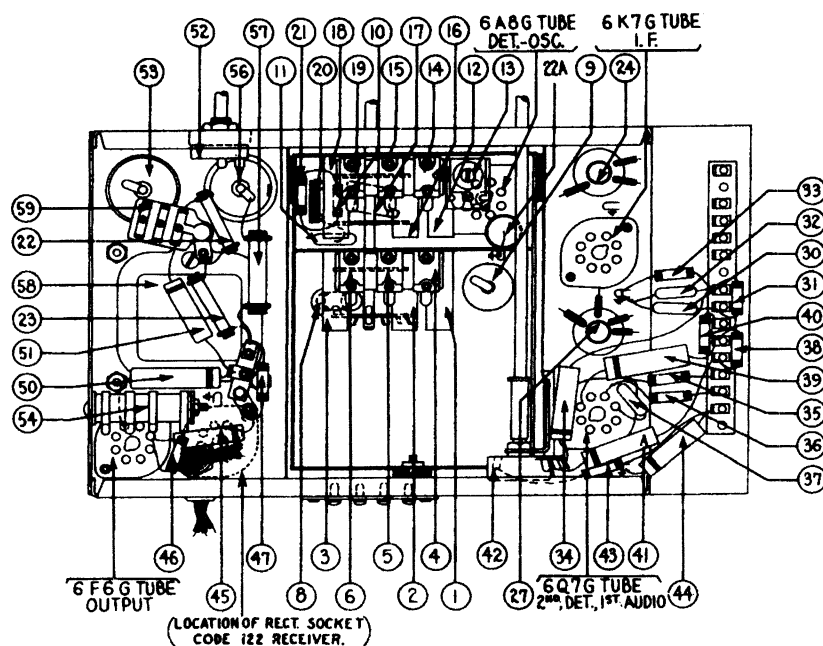 6A8G TUBE
DET.-OSC.
6K7G TUBE
I.F.
52 57 21 18 10 17 16 22A 9 24
53 56 11 20 19 15 14 12 13
59
22
58
23
51
50
54
33
32
30
31
40
38
39
35
36
37
46 45 47 3 5 4 42 34 43 41
8 6 2 1 27 44
6F6G TUBE
OUTPUT
(LOCATION OF RECT. SOCKET
CODE 122 RECEIVER.)
6Q7G TUBE
2ND, DET., 1ST. AUDIO